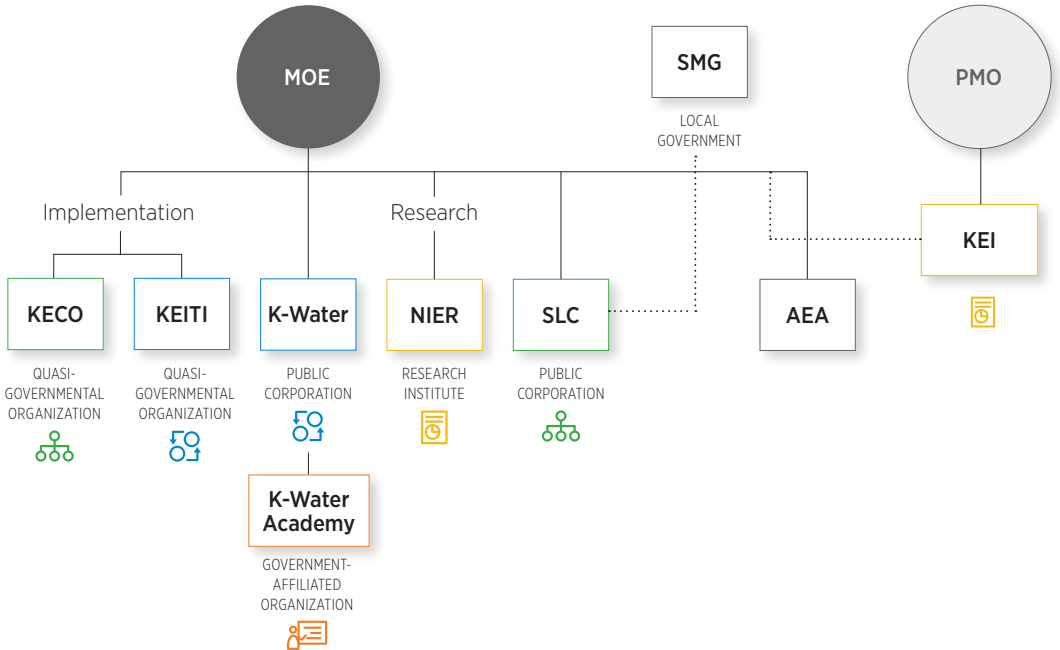 MOE
SMG
PMO
LOCAL
GOVERNMENT
Implementation
Research
KEI
KECO
KEITI
K-Water
NIER
SLC
AEA
QUASI-
GOVERNMENTAL
ORGANIZATION
QUASI-
GOVERNMENTAL
ORGANIZATION
PUBLIC
CORPORATION
RESEARCH
INSTITUTE
PUBLIC
CORPORATION
K-Water
Academy
GOVERNMENT-
AFFILIATED
ORGANIZATION